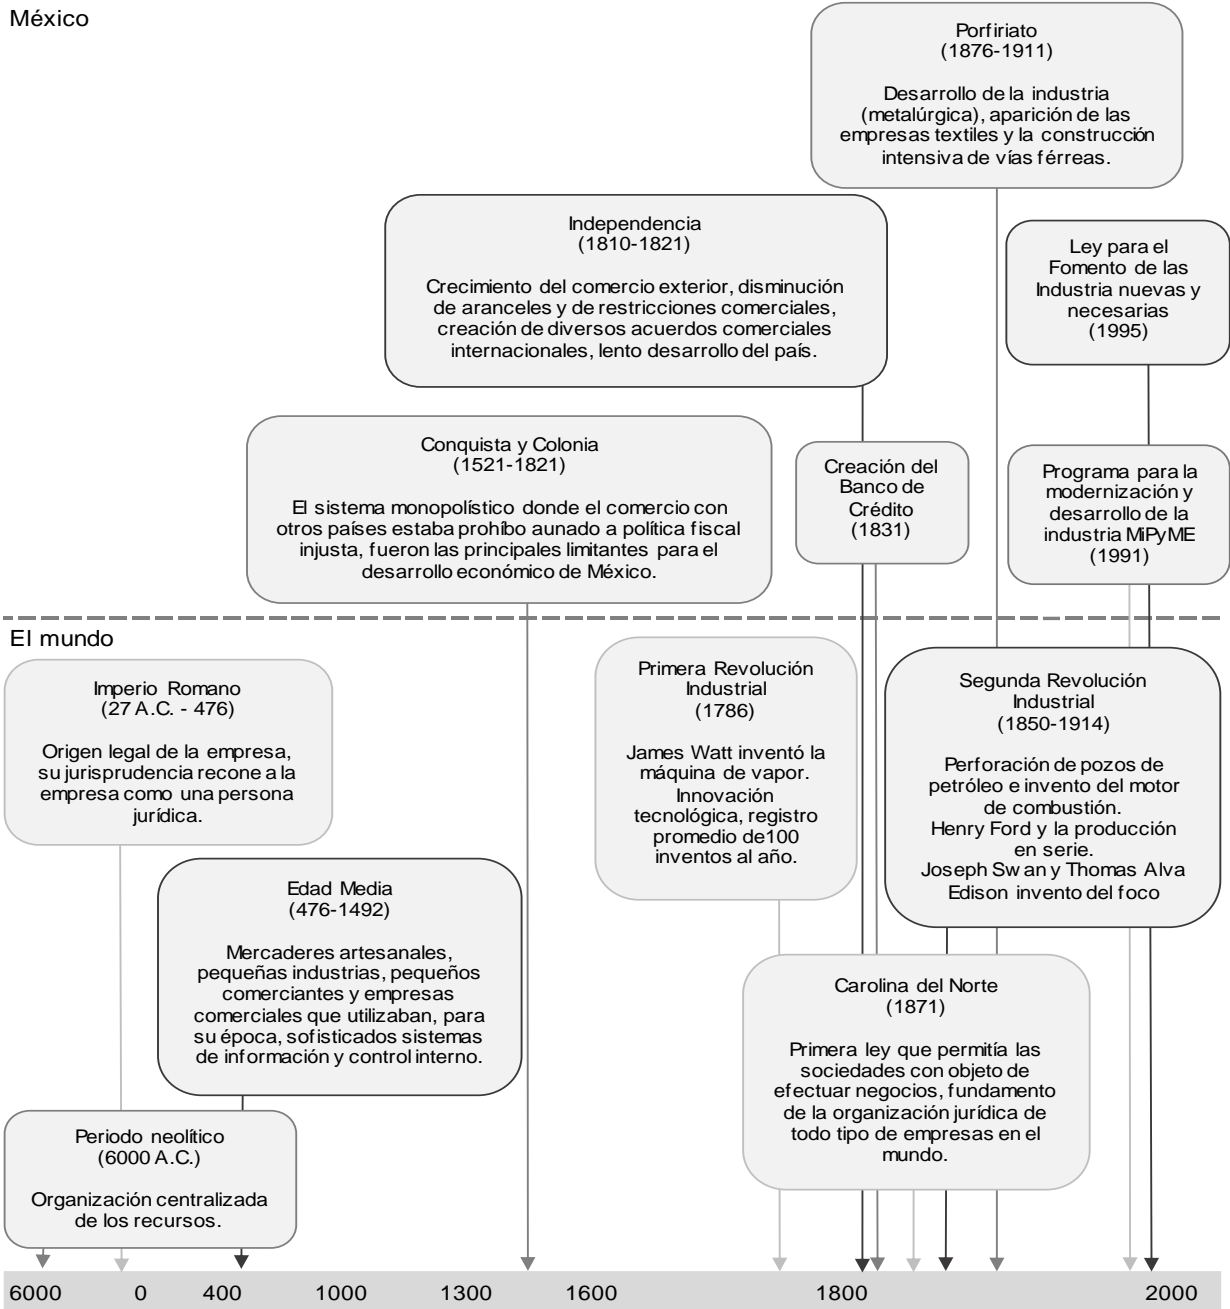 México
Porfiriato
(1876-1911)
Desarrollo de la industria
(metalúrgica), aparición de las
empresas textiles y la construcción
intensiva de vías férreas.
Independencia
(1810-1821)
Crecimiento del comercio exterior, disminución
de aranceles y de restricciones comerciales,
creación de diversos acuerdos comerciales
internacionales, lento desarrollo del país.
Ley para el
Fomento de las
Industria nuevas y
necesarias
(1995)
Conquista y Colonia
(1521-1821)
El sistema monopolístico donde el comercio con
otros países estaba prohíbo aunado a política fiscal
injusta, fueron las principales limitantes para el
desarrollo económico de México.
Creación del
Banco de
Crédito
(1831)
Programa para la
modernización y
desarrollo de la
industria MiPyME
(1991)
El mundo
Imperio Romano
(27 A.C. - 476)
Origen legal de la empresa,
su jurisprudencia recone a la
empresa como una persona
jurídica.
Primera Revolución
Industrial
(1786)
James Watt inventó la
máquina de vapor.
Innovación
tecnológica, registro
promedio de100
inventos al año.
Segunda Revolución
Industrial
(1850-1914)
Perforación de pozos de
petróleo e invento del motor
de combustión.
Henry Ford y la producción
en serie.
Joseph Swan y Thomas Alva
Edison invento del foco
Edad Media
(476-1492)
Mercaderes artesanales,
pequeñas industrias, pequeños
comerciantes y empresas
comerciales que utilizaban, para
su época, sofisticados sistemas
de información y control interno.
Carolina del Norte
(1871)
Primera ley que permitía las
sociedades con objeto de
efectuar negocios, fundamento
de la organización jurídica de
todo tipo de empresas en el
mundo.
Periodo neolítico
(6000 A.C.)
Organización centralizada
de los recursos.
6000 0 400 1000 1300 1600 1800 2000